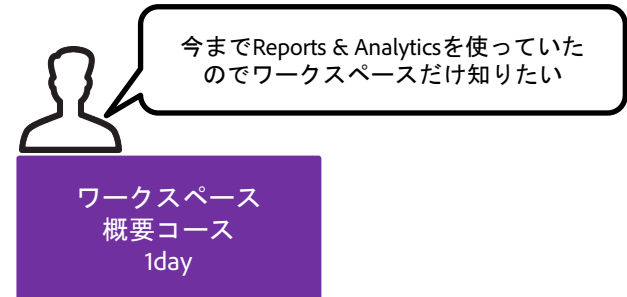 今までReports & Analyticsを使っていた
のでワークスペースだけ知りたい
ワークスペース
概要コース
1day